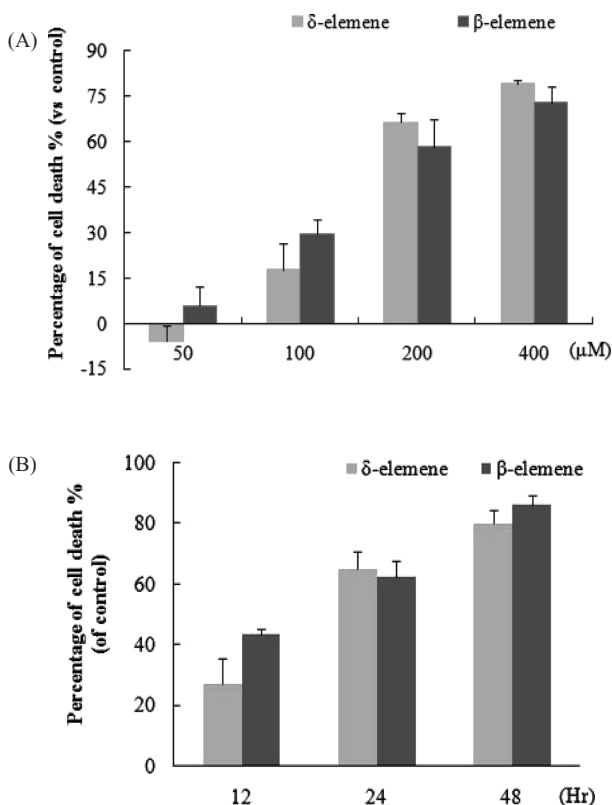 (A)
δ-elemene β-elemene
Percentage of cell death % (vs control)
90
75
60
45
30
15
0
-15
50 100 200 400 (μM)
(B)
δ-elemene β-elemene
Percentage of cell death %
(of control)
100
80
60
40
20
0
12 24 48 (Hr)